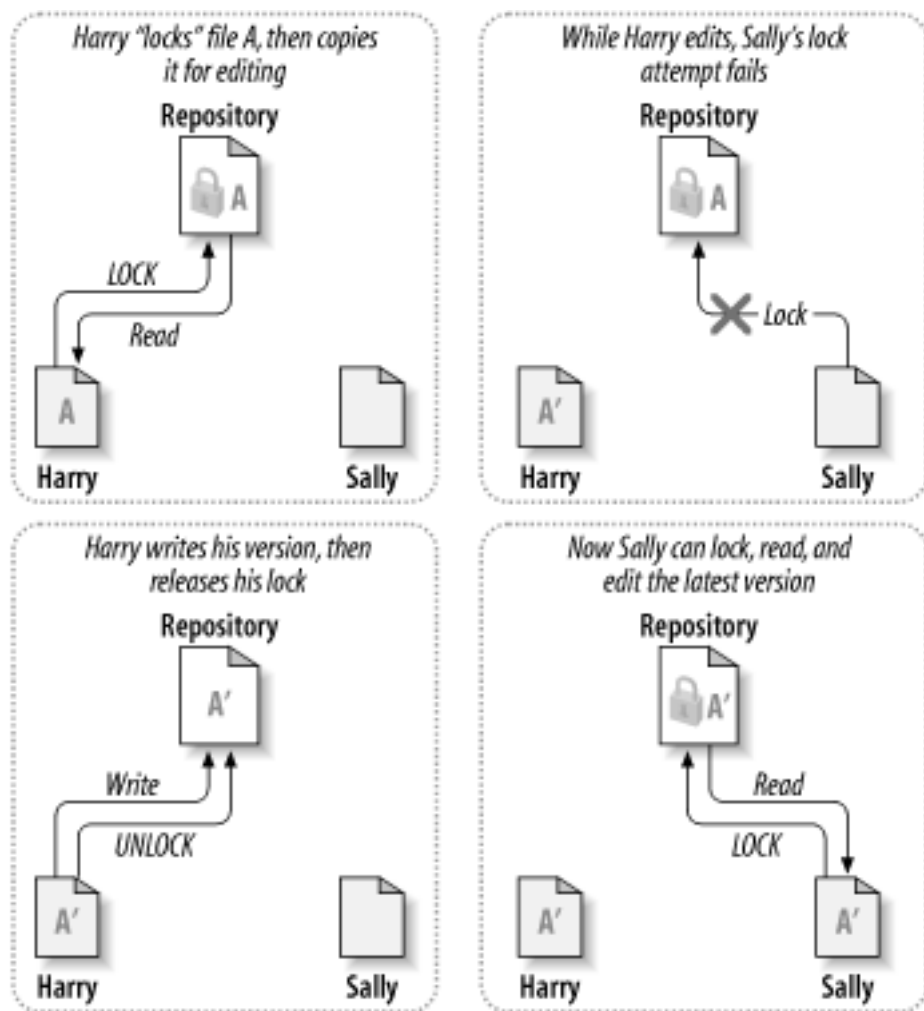 Harry “locks” file A, then copies
it for editing
Repository
A
LOCK
Read
A
Harry
Sally
While Harry edits, Sally’s lock
attempt fails
Repository
A
Lock
A′
Harry
Sally
Harry writes his version, then
releases his lock
Repository
A′
Write
UNLOCK
A′
Harry
Sally
Now Sally can lock, read, and
edit the latest version
Repository
A′
Read
LOCK
A′
Harry
A′
Sally